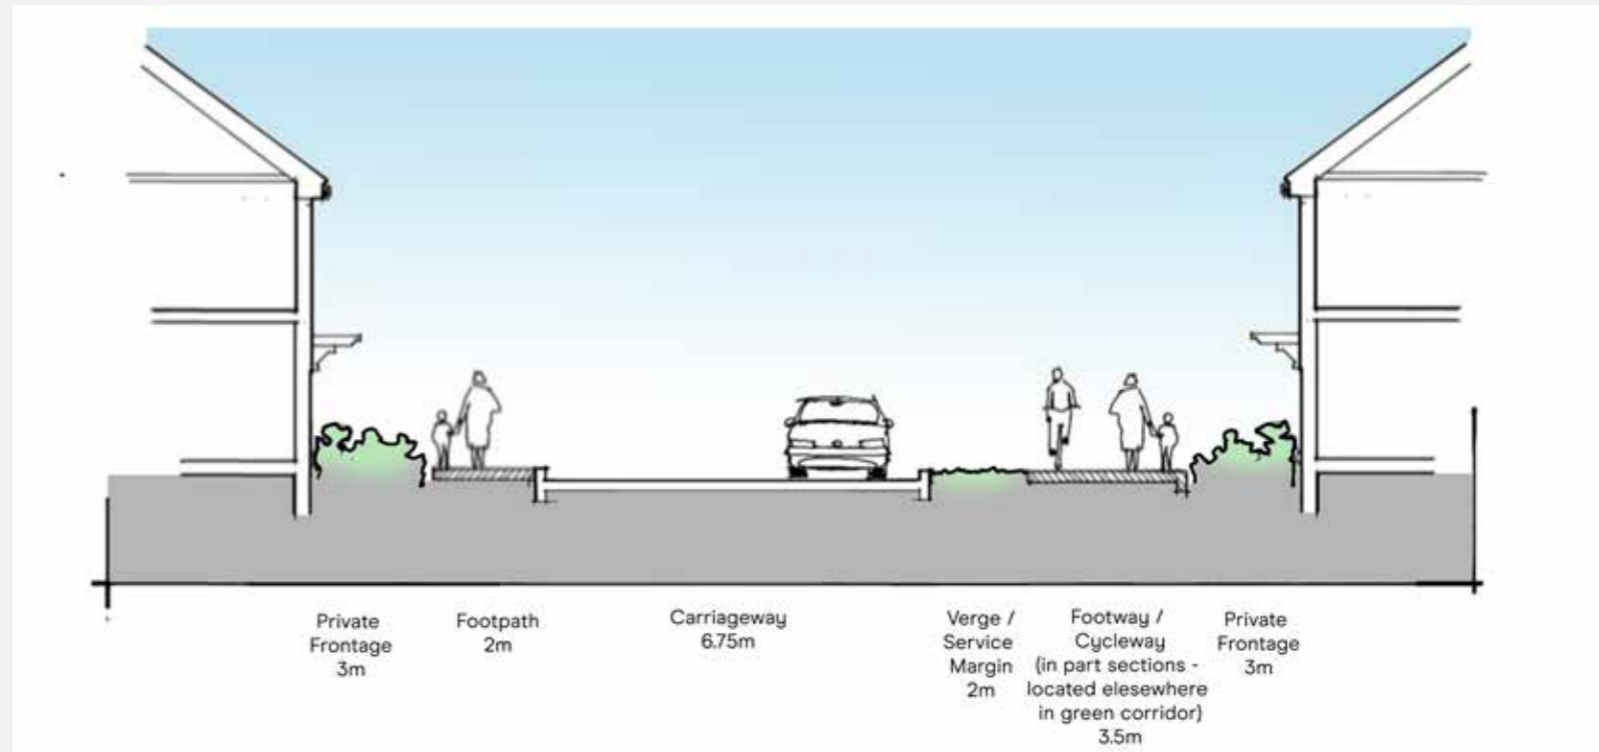 Private
Frontage
3m
Footpath
2m
Carriageway
6.75m
Verge /
Service
Margin
2m
Footway /
Cycleway
(in part sections -
located elesewhere
in green corridor)
3.5m
Private
Frontage
3m